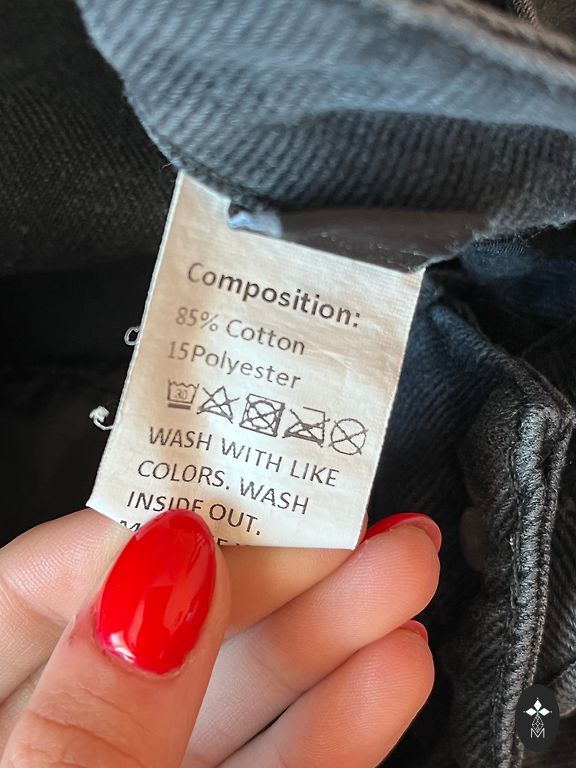 Composition:
85% Cotton
15Polyester
30
WASH WITH LIKE
COLORS. WASH
INSIDE OUT.